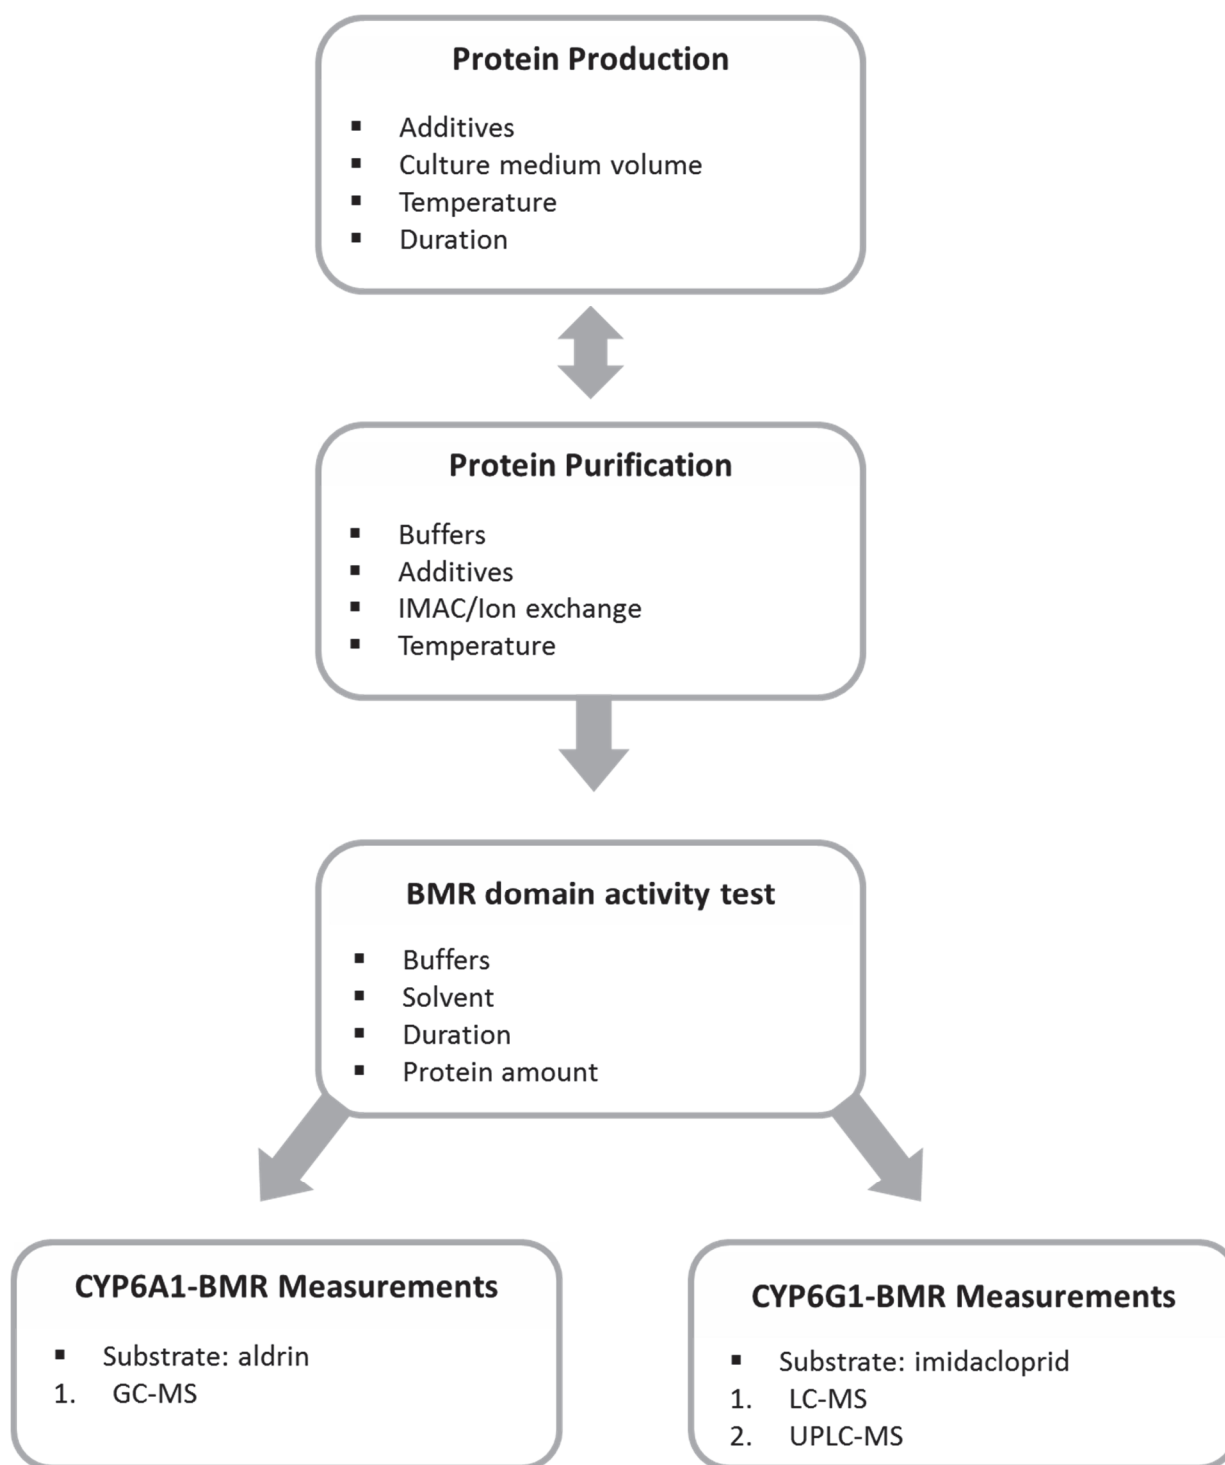 Protein Production
▪ Additives
▪ Culture medium volume
▪ Temperature
▪ Duration
Protein Purification
▪ Buffers
▪ Additives
▪ IMAC/Ion exchange
▪ Temperature
BMR domain activity test
▪ Buffers
▪ Solvent
▪ Duration
▪ Protein amount
CYP6A1-BMR Measurements
▪ Substrate: aldrin
1. GC-MS
CYP6G1-BMR Measurements
▪ Substrate: imidacloprid
1. LC-MS
2. UPLC-MS